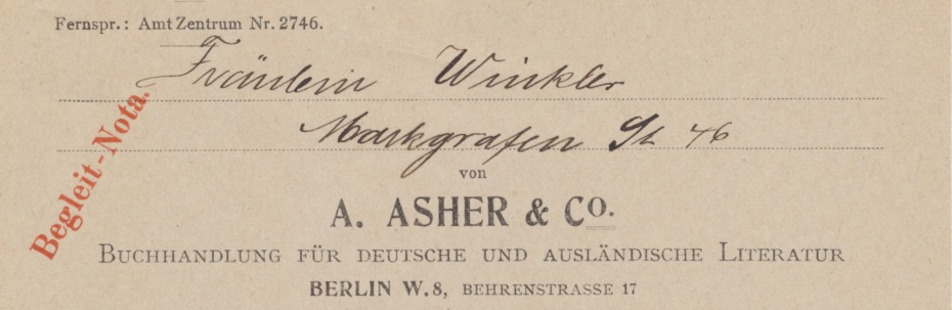 Fernspr.: Amt Zentrum Nr. 2746.
Fräulein Winkler
Markgrafen St 46
Begleit-Nota.
von
A. ASHER & Co.
BUCHHANDLUNG FÜR DEUTSCHE UND AUSLÄNDISCHE LITERATUR
BERLIN W.8, BEHRENSTRASSE 17